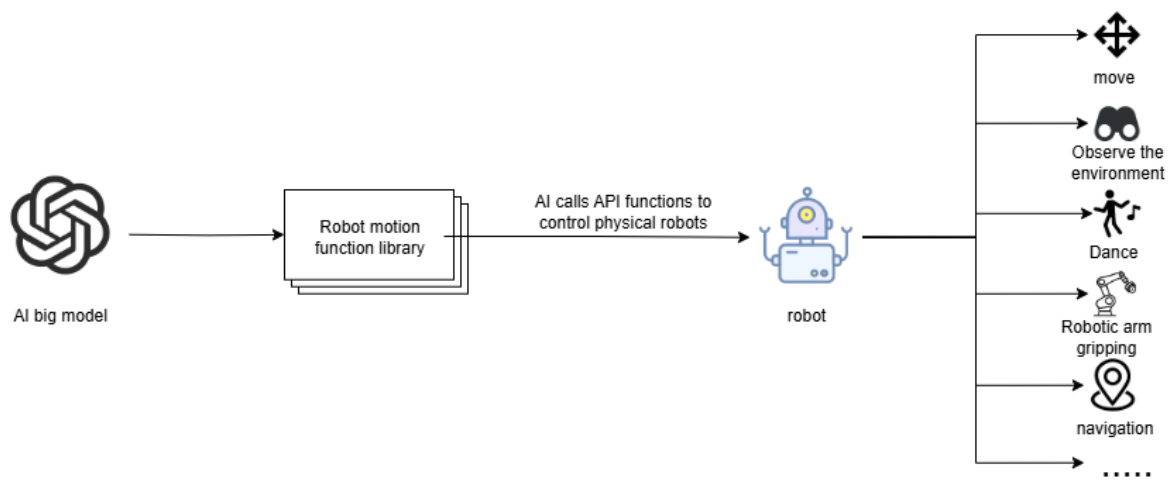 AI big model
Robot motion
function library
AI calls API functions to
control physical robots
robot
move
Observe the
environment
Dance
Robotic arm
gripping
navigation
.....